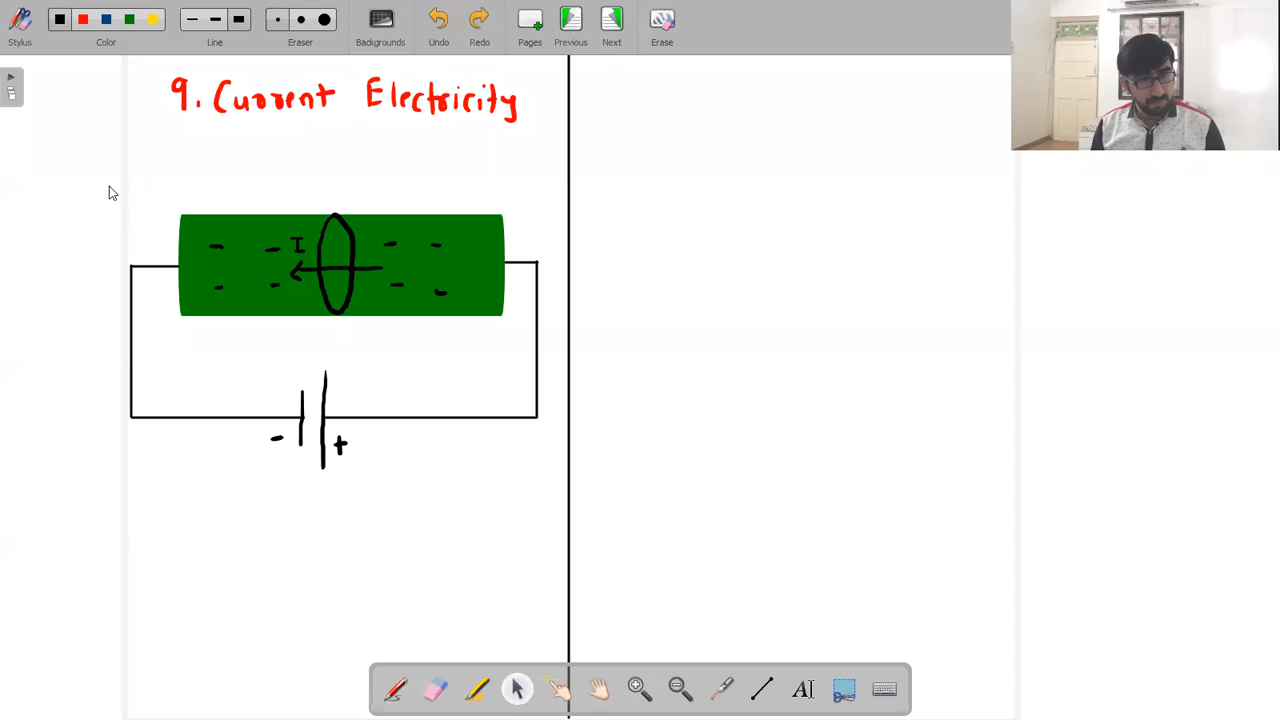 Stylus
Color
Line
Eraser
Backgrounds
Undo
Redo
Pages
Previous
Next
Erase
9. Current Electricity
- - I - -
- - - -
- +